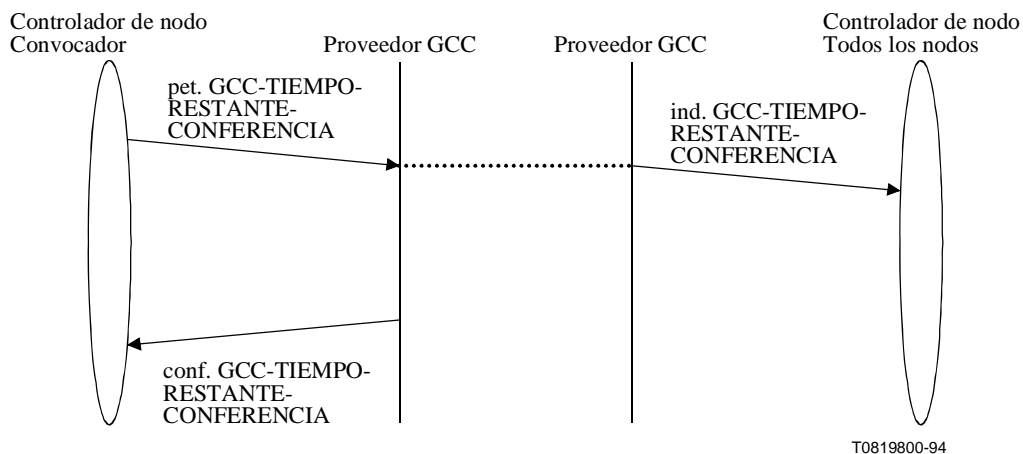 Controlador de nodo
Convocador
Proveedor GCC
Proveedor GCC
Controlador de nodo
Todos los nodos
pet. GCC-TIEMPO-
RESTANTE-
CONFERENCIA
ind. GCC-TIEMPO-
RESTANTE-
CONFERENCIA
conf. GCC-TIEMPO-
RESTANTE-
CONFERENCIA
T0819800-94